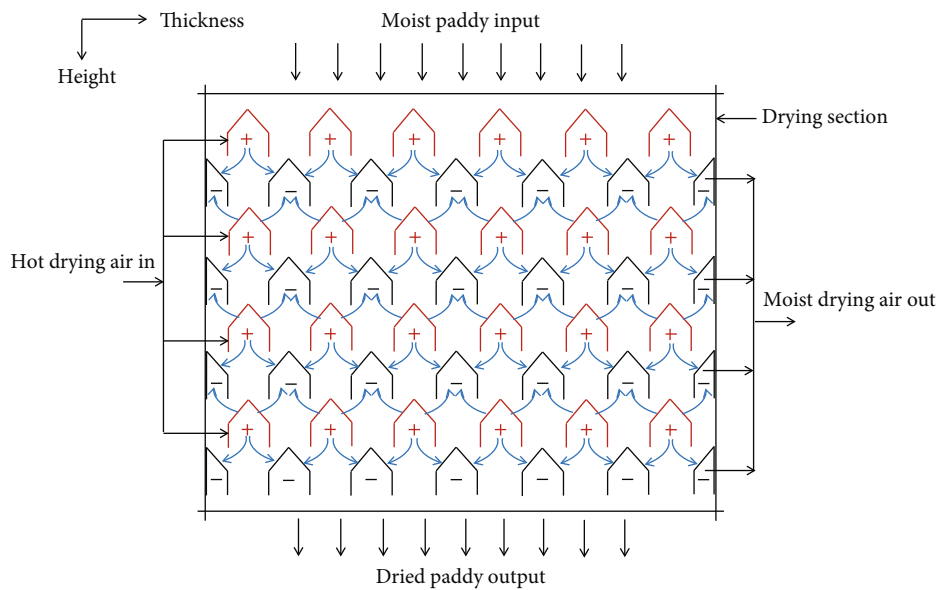 Thickness
Moist paddy input
Height
Drying section
+ + + + + +
− − − − − − −
+ + + + + +
Hot drying air in
− − − − − − −
Moist drying air out
+ + + + + +
− − − − − − −
+ + + + + +
− − − − − − −
Dried paddy output